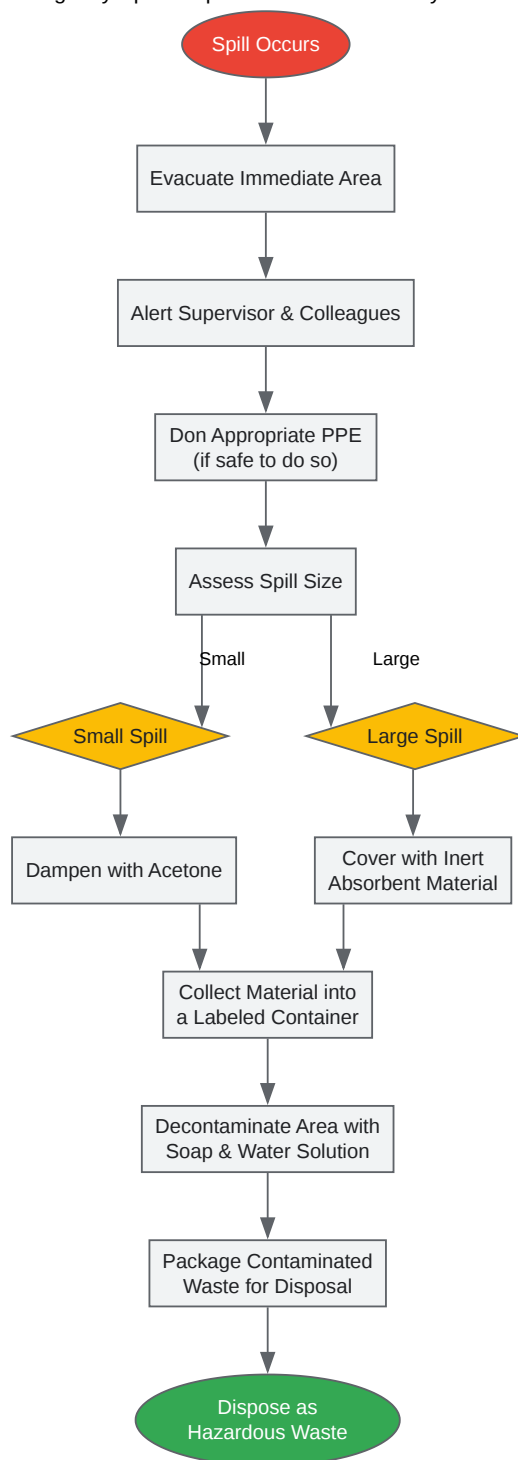 Spill Occurs
Evacuate Immediate Area
Alert Supervisor & Colleagues
Don Appropriate PPE
(if safe to do so)
Assess Spill Size
Small
Large
Small Spill
Large Spill
Dampen with Acetone
Cover with Inert
Absorbent Material
Collect Material into
a Labeled Container
Decontaminate Area with
Soap & Water Solution
Package Contaminated
Waste for Disposal
Dispose as
Hazardous Waste